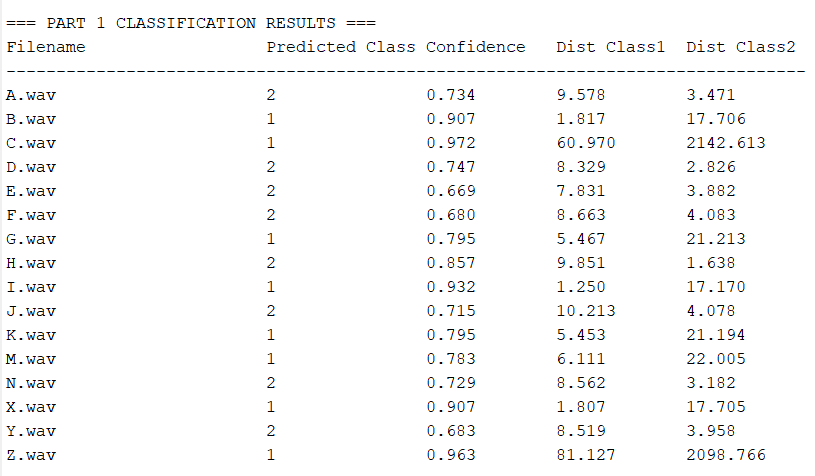 === PART 1 CLASSIFICATION RESULTS ===
Filename                  Predicted Class Confidence   Dist Class1  Dist Class2
--------------------------------------------------------------------------------
A.wav                     2               0.734        9.578        3.471
B.wav                     1               0.907        1.817        17.706
C.wav                     1               0.972        60.970       2142.613
D.wav                     2               0.747        8.329        2.826
E.wav                     2               0.669        7.831        3.882
F.wav                     2               0.680        8.663        4.083
G.wav                     1               0.795        5.467        21.213
H.wav                     2               0.857        9.851        1.638
I.wav                     1               0.932        1.250        17.170
J.wav                     2               0.715        10.213       4.078
K.wav                     1               0.795        5.453        21.194
M.wav                     1               0.783        6.111        22.005
N.wav                     2               0.729        8.562        3.182
X.wav                     1               0.907        1.807        17.705
Y.wav                     2               0.683        8.519        3.958
Z.wav                     1               0.963        81.127       2098.766